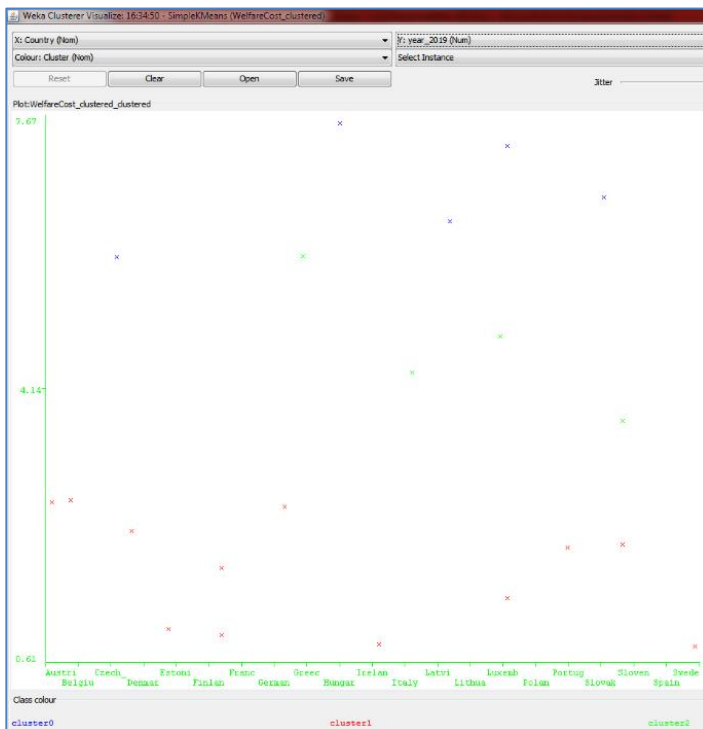 Weka Clusterer Visualize: 16:34:50 - SimpleKMeans (WelfareCost_clustered)
X: Country (Nom) Y: year_2019 (Num)
Colour: Cluster (Nom) Select Instance
Reset Clear Open Save Jitter
Plot:WelfareCost_clustered_clustered
7.67
4.14
0.61
Austri Czech_ Estoni Franc Greec Irelan Latvi Luxemb Portug Sloven Swede
Belgiu Denmar Finlan German Hungar Italy Lithua Polan Slovak Spain
Class colour
cluster0 cluster1 cluster2